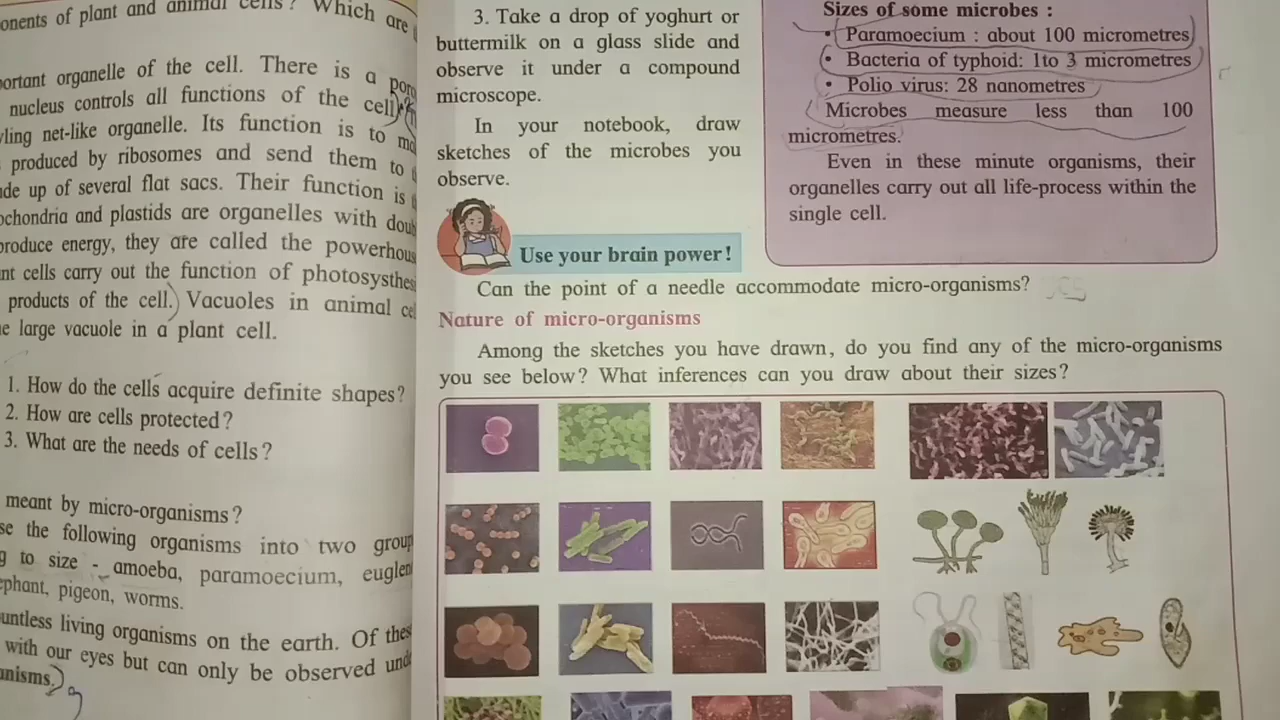 onents of plant and animal cells? Which are
ortant organelle of the cell. There is a
nucleus controls all functions of the cell.
net-like organelle. Its function is to
produced by ribosomes and send them to
up of several flat sacs. Their function is
ochondria and plastids are organelles with
produce energy, they are called the powerhous
nt cells carry out the function of photosysthes
products of the cell. Vacuoles in animal
large vacuole in a plant cell.
1. How do the cells acquire definite shapes?
2. How are cells protected?
3. What are the needs of cells?
meant by micro-organisms?
the following organisms into two group
to size - amoeba, paramoecium, euglen
ephant, pigeon, worms.
untless living organisms on the earth. Of these
with our eyes but can only be observed und
anisms.
3. Take a drop of yoghurt or
buttermilk on a glass slide and
observe it under a compound
microscope.
In your notebook, draw
sketches of the microbes you
observe.
Sizes of some microbes :
• Paramoecium : about 100 micrometres
• Bacteria of typhoid: 1to 3 micrometres
• Polio virus: 28 nanometres
Microbes measure less than 100
micrometres.
Even in these minute organisms, their
organelles carry out all life-process within the
single cell.
Use your brain power!
Can the point of a needle accommodate micro-organisms?
Nature of micro-organisms
Among the sketches you have drawn, do you find any of the micro-organisms
you see below? What inferences can you draw about their sizes?